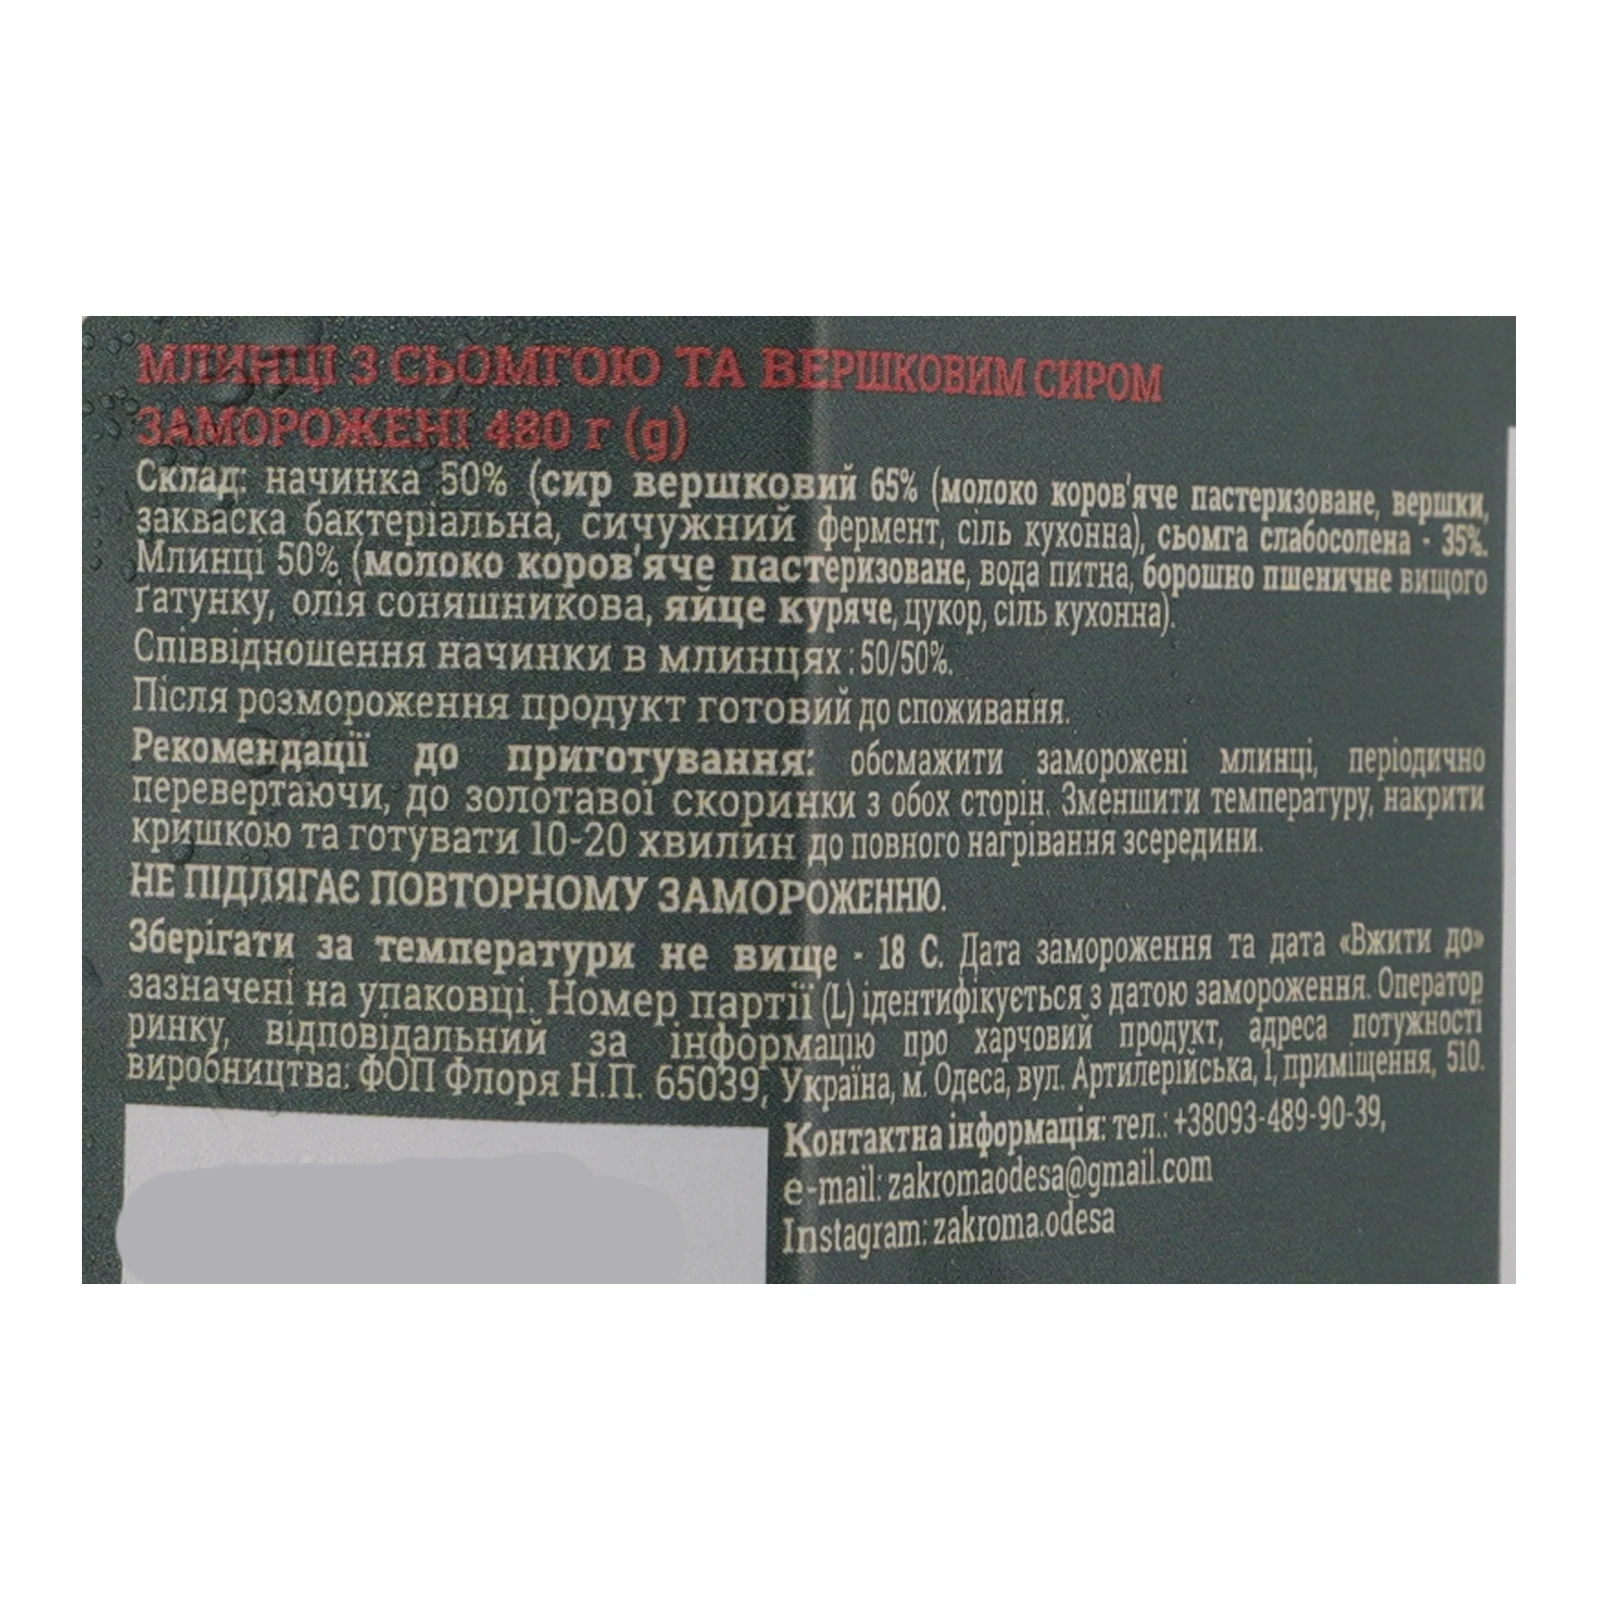 МЛИНЦІ З СЬОМГОЮ ТА ВЕРШКОВИМ СИРОМ
ЗАМОРОЖЕНІ 480 г (g)
Склад: начинка 50% (сир вершковий 65% (молоко коров'яче пастеризоване, вершки,
закваска бактеріальна, сичужний фермент, сіль кухонна), сьомга слабосолена - 35%.
Млинці 50% (молоко коров'яче пастеризоване, вода питна, борошно пшеничне вищого
ґатунку, олія соняшникова, яйце куряче, цукор, сіль кухонна).
Співвідношення начинки в млинцях: 50/50%.
Після розмороження продукт готовий до споживання.
Рекомендації до приготування: обсмажити заморожені млинці, періодично
перевертаючи, до золотавої скоринки з обох сторін. Зменшити температуру, накрити
кришкою та готувати 10-20 хвилин до повного нагрівання зсередини.
НЕ ПІДЛЯГАЄ ПОВТОРНОМУ ЗАМОРОЖЕННЮ.
Зберігати за температури не вище - 18 С. Дата замороження та дата «Вжити до»
зазначені на упаковці. Номер партії (L) ідентифікується з датою замороження. Оператор
ринку, відповідальний за інформацію про харчовий продукт, адреса потужності
виробництва: ФОП Флоря Н.П. 65039, Україна, м. Одеса, вул. Артилерійська, 1, приміщення, 510.
Контактна інформація: тел.: +38093-489-90-39,
e-mail: zakromaodesa@gmail.com
Instagram: zakroma.odesa